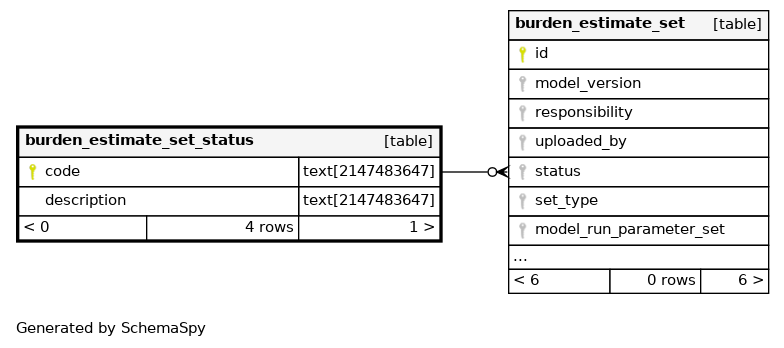 burden_estimate_set_status [table]
code text[2147483647]
description text[2147483647]
< 0 4 rows 1 >
burden_estimate_set [table]
id
model_version
responsibility
uploaded_by
status
set_type
model_run_parameter_set
...
< 6 0 rows 6 >
Generated by SchemaSpy